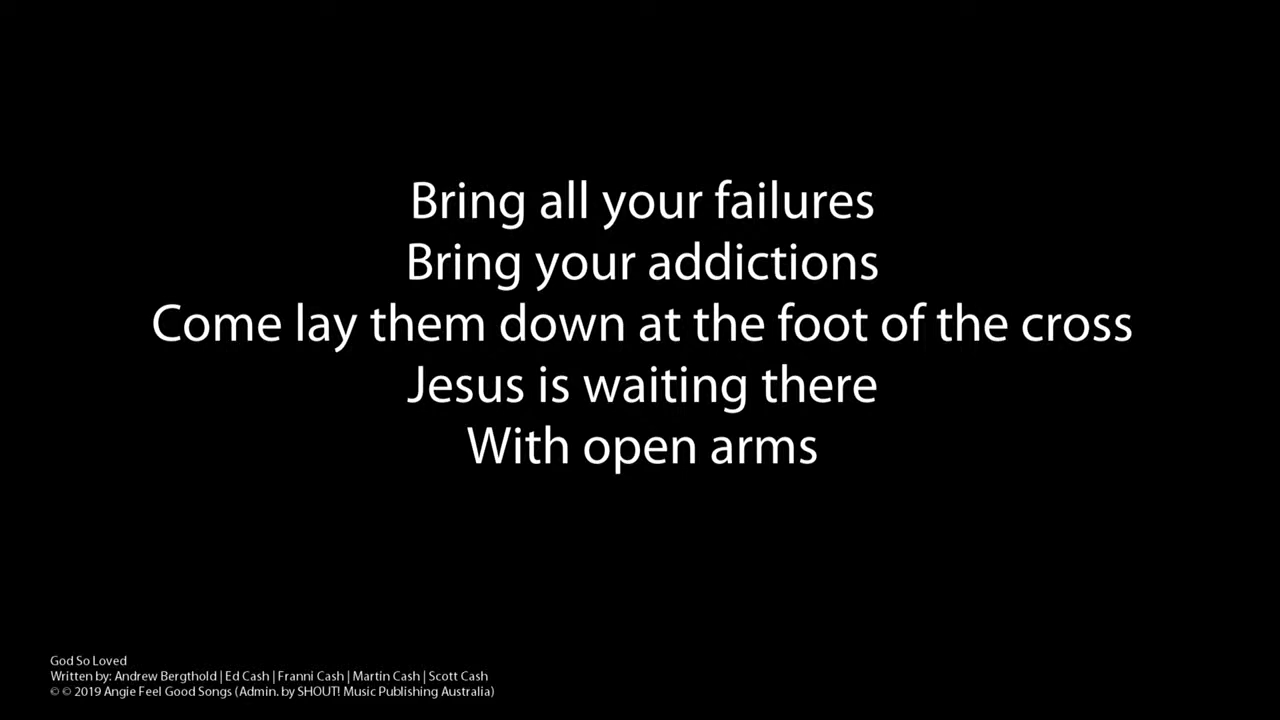 Bring all your failures
Bring your addictions
Come lay them down at the foot of the cross
Jesus is waiting there
With open arms
God So Loved
Written by: Andrew Bergthold | Ed Cash | Franni Cash | Martin Cash | Scott Cash
© © 2019 Angie Feel Good Songs (Admin. by SHOUT! Music Publishing Australia)